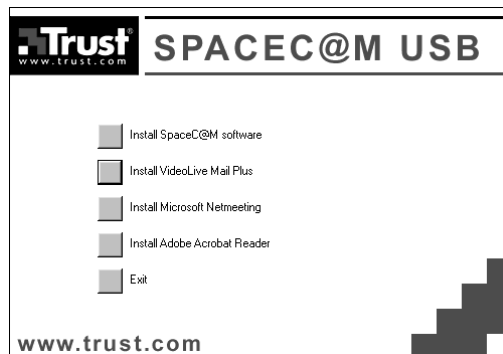 Trust
www.trust.com
SPACEC@M USB
Install SpaceC@M software
Install VideoLive Mail Plus
Install Microsoft Netmeeting
Install Adobe Acrobat Reader
Exit
www.trust.com